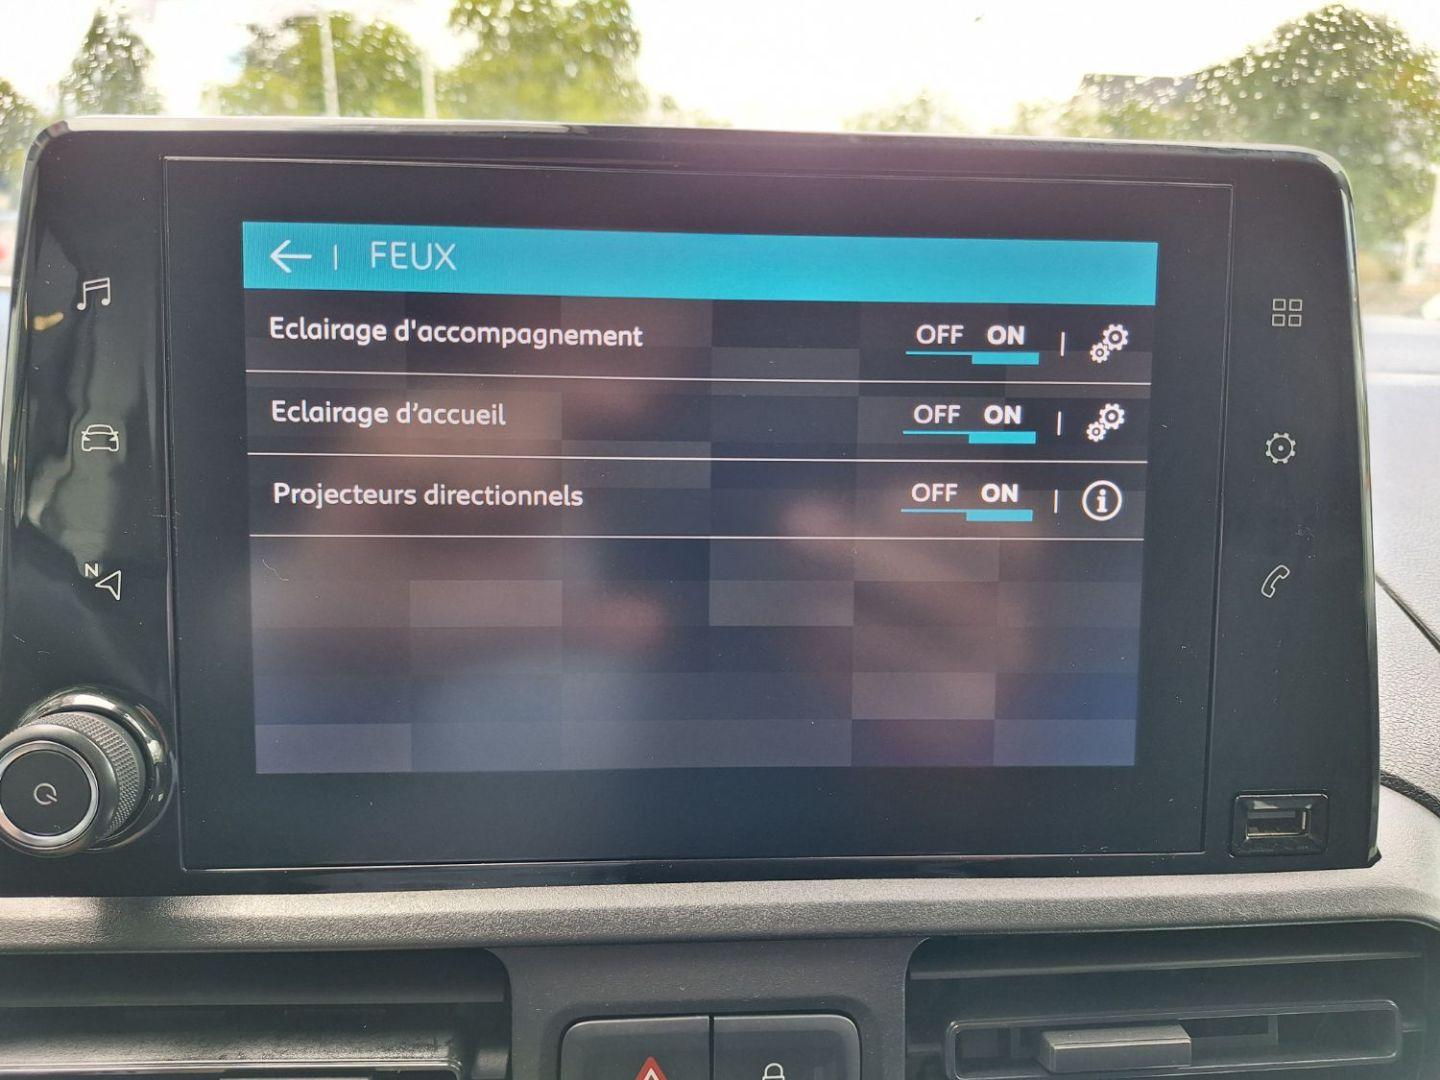 FEUX
Eclairage d'accompagnement OFF ON
Eclairage d’accueil OFF ON
Projecteurs directionnels OFF ON
N